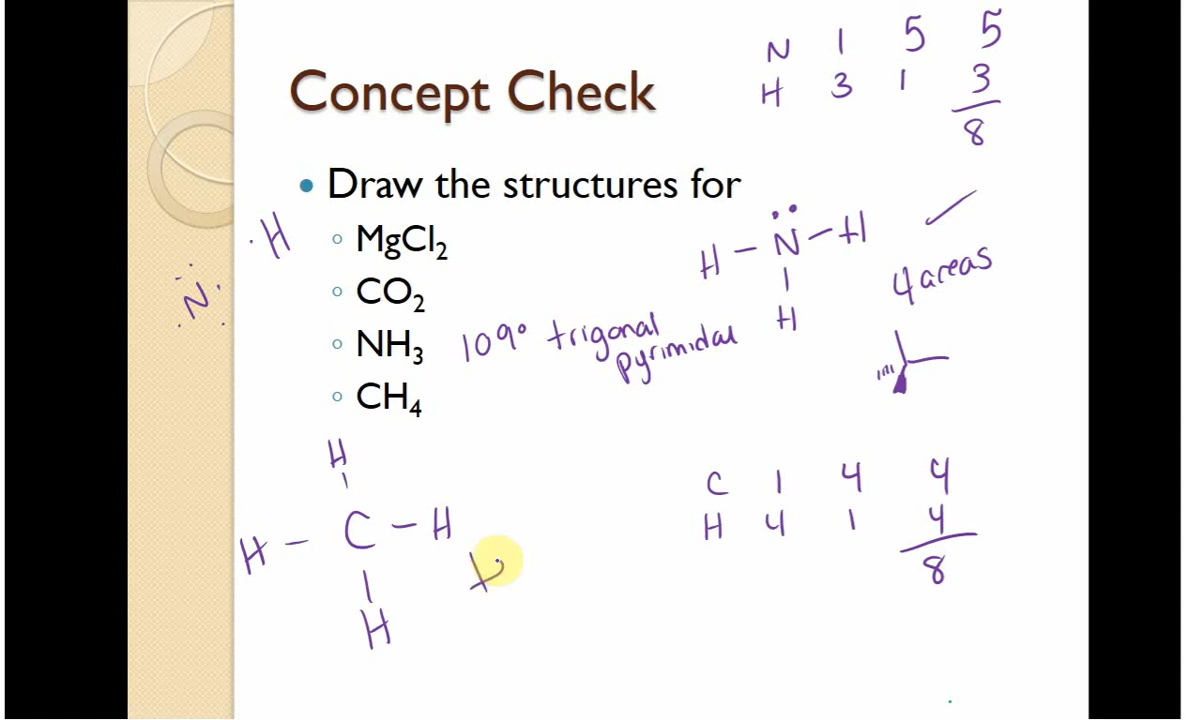 N 1 5 5
H 3 1 3
8
Concept Check
• Draw the structures for
·H
◦ MgCl₂
N
◦ CO₂
◦ NH₃
◦ CH₄
H – N – H
H
4 areas
109° trigonal
pyrimidal
H
H – C – H
H
C 1 4 4
H 4 1 4
8